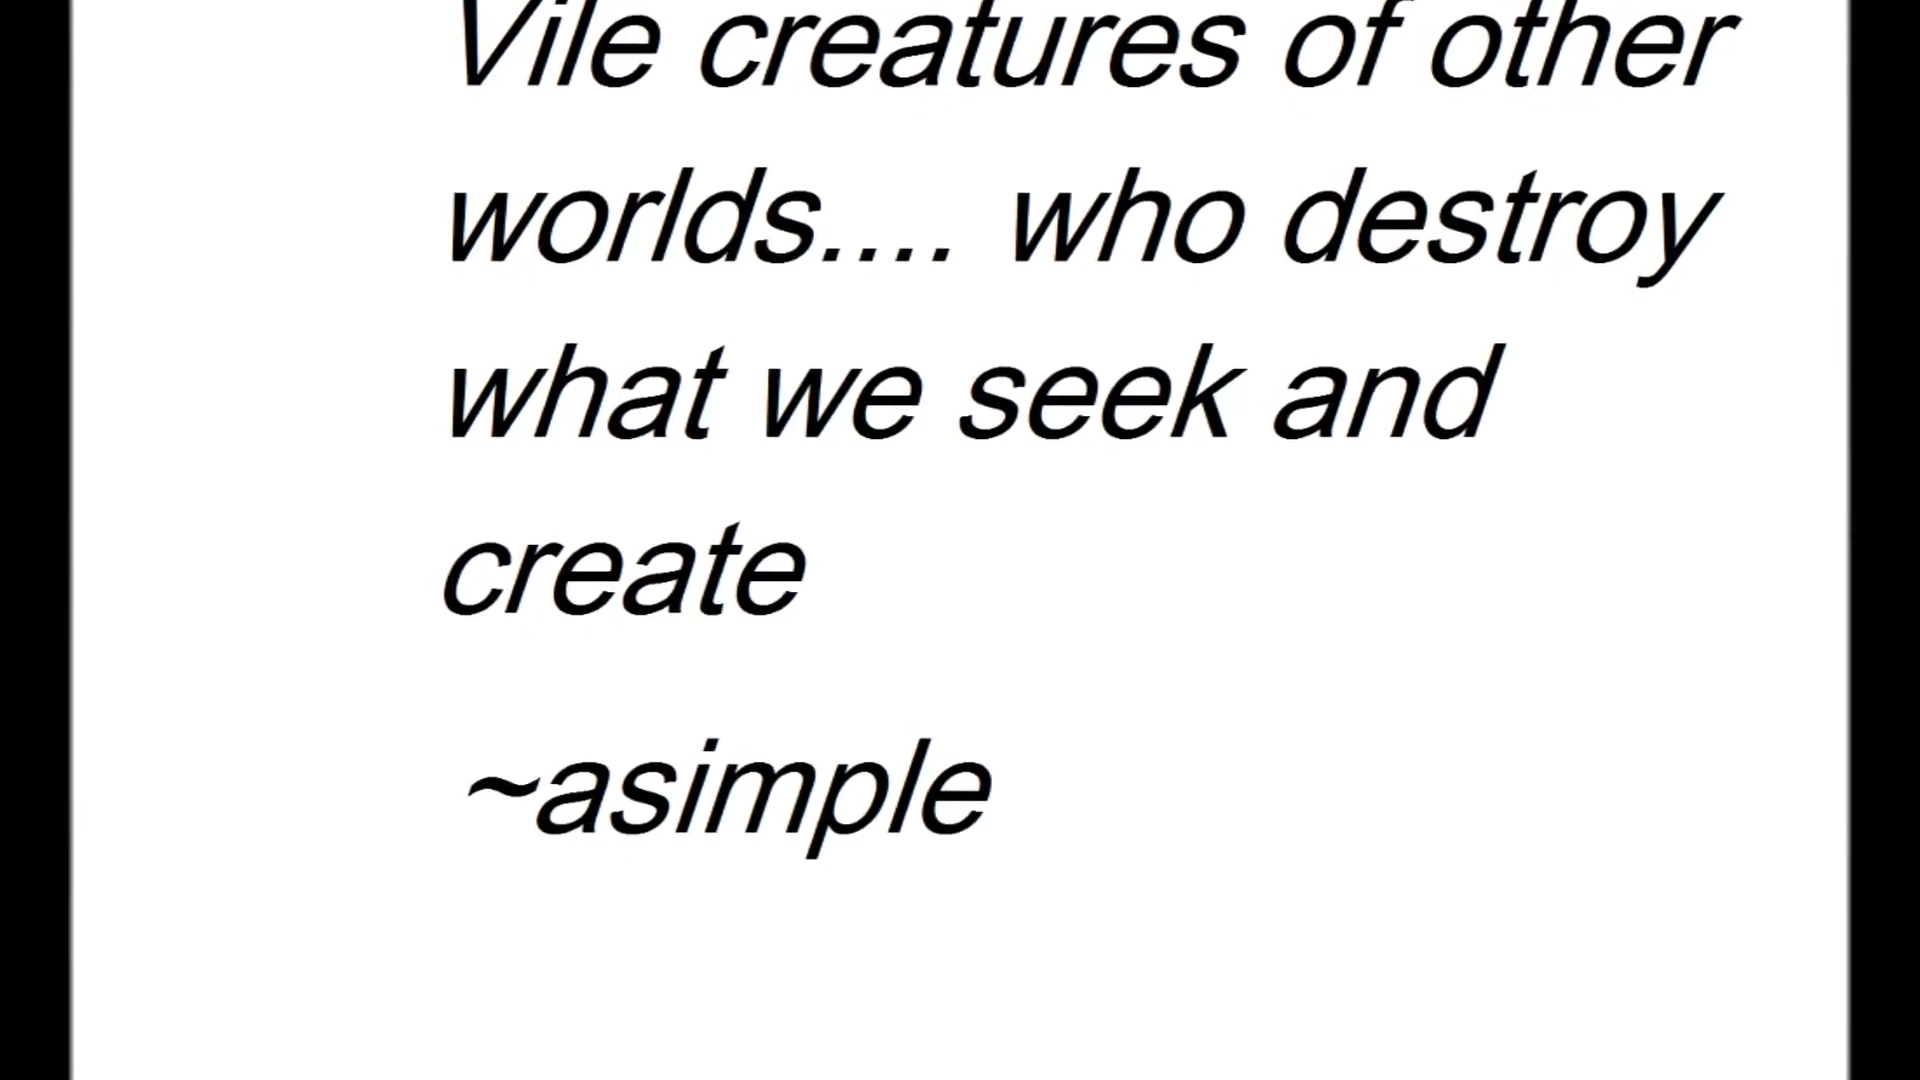 Vile creatures of other
worlds.... who destroy
what we seek and
create
~asimple